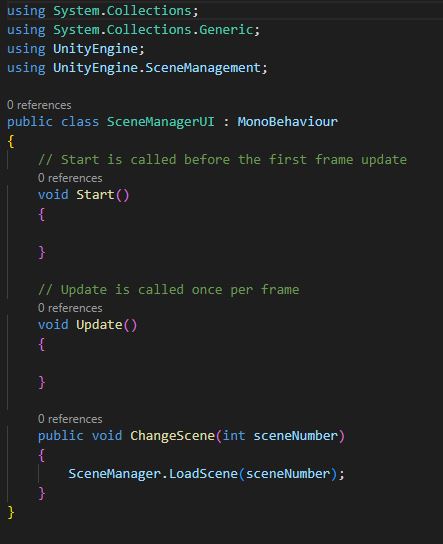 using System.Collections;
using System.Collections.Generic;
using UnityEngine;
using UnityEngine.SceneManagement;
0 references
public class SceneManagerUI : MonoBehaviour
{
// Start is called before the first frame update
0 references
void Start()
{
}
// Update is called once per frame
0 references
void Update()
{
}
0 references
public void ChangeScene(int sceneNumber)
{
SceneManager.LoadScene(sceneNumber);
}
}